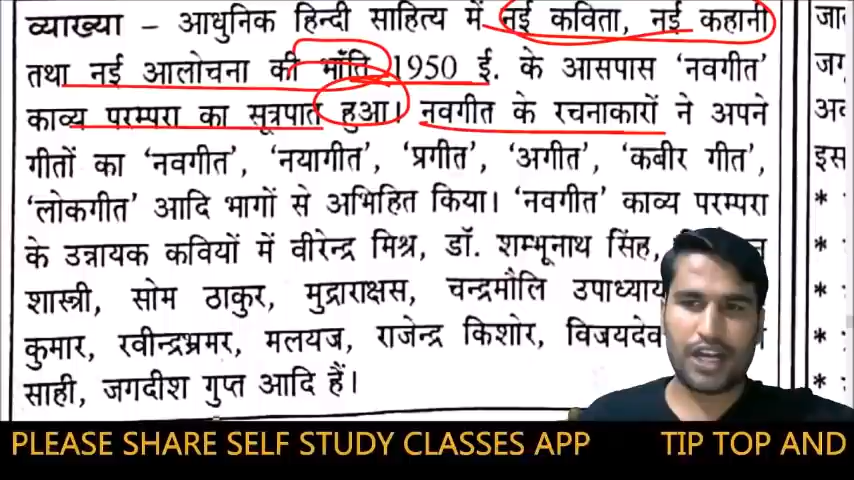 व्याख्या – आधुनिक हिन्दी साहित्य में नई कविता, नई कहानी
तथा नई आलोचना की भाँति 1950 ई. के आसपास 'नवगीत'
काव्य परम्परा का सूत्रपात हुआ। नवगीत के रचनाकारों ने अपने
गीतों का 'नवगीत', 'नयागीत', 'प्रगीत', 'अगीत', 'कबीर गीत',
'लोकगीत' आदि भागों से अभिहित किया। 'नवगीत' काव्य परम्परा
के उन्नायक कवियों में वीरेन्द्र मिश्र, डॉ. शम्भूनाथ सिंह,
शास्त्री, सोम ठाकुर, मुद्राराक्षस, चन्द्रमौलि उपाध्याय
कुमार, रवीन्द्रभ्रमर, मलयज, राजेन्द्र किशोर, विजयदेव
साही, जगदीश गुप्त आदि हैं।
जग
इस
*
*
*
*
PLEASE SHARE SELF STUDY CLASSES APP TIP TOP AND